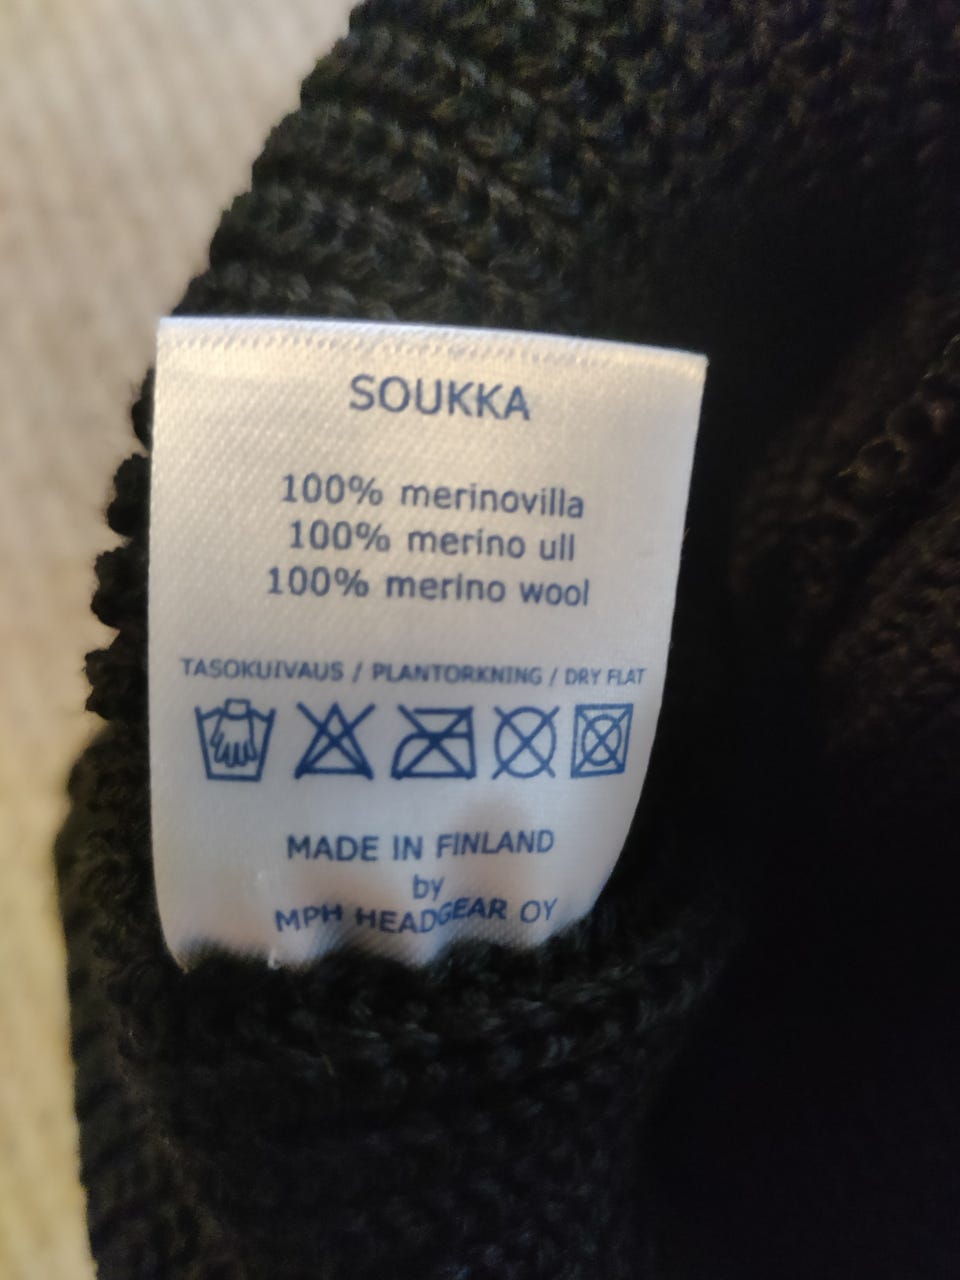 SOUKKA
100% merinovilla
100% merino ull
100% merino wool
TASOKUIVAUS / PLANTORKNING / DRY FLAT
MADE IN FINLAND
by
MPH HEADGEAR OY